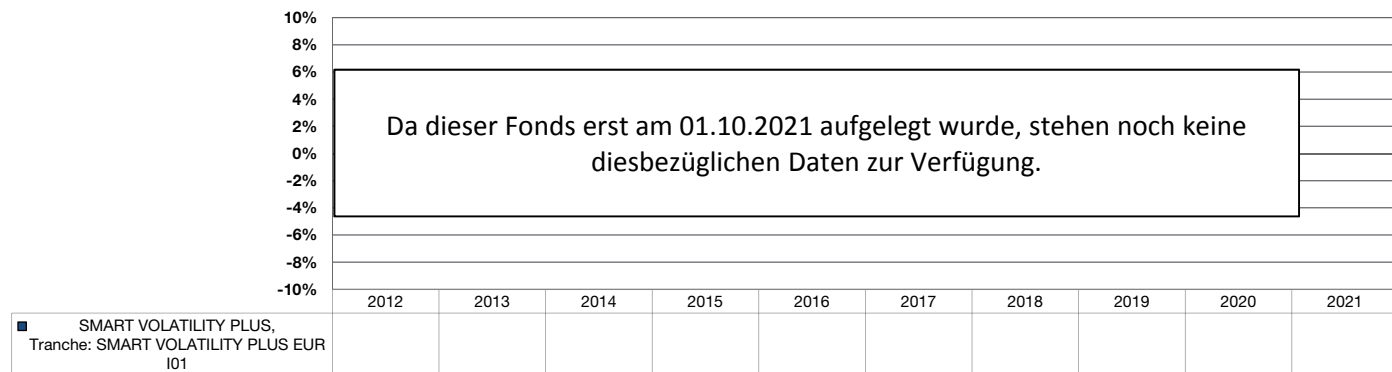 10%
8%
6%
4%
2%
0%
-2%
-4%
-6%
-8%
-10%
Da dieser Fonds erst am 01.10.2021 aufgelegt wurde, stehen noch keine
diesbezüglichen Daten zur Verfügung.
2012 2013 2014 2015 2016 2017 2018 2019 2020 2021
SMART VOLATILITY PLUS,
Tranche: SMART VOLATILITY PLUS EUR
I01